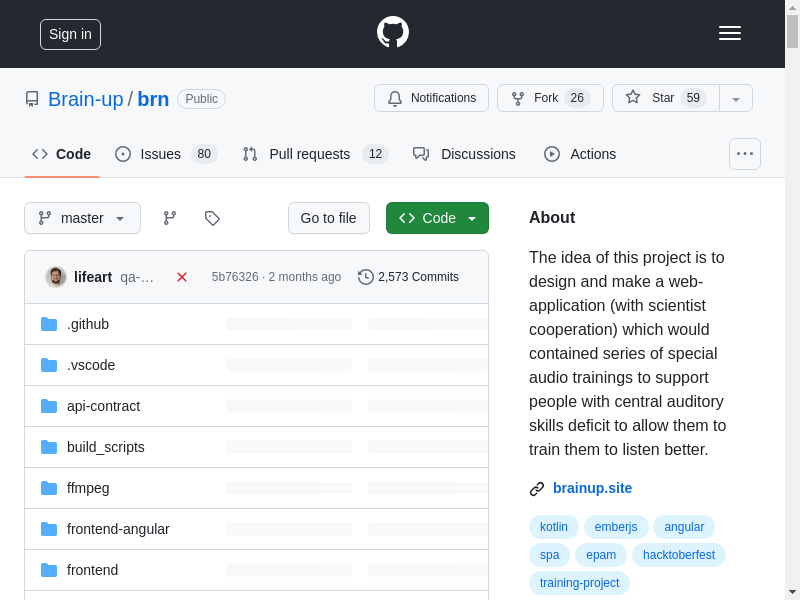 Sign in
Brain-up / brn Public
Notifications
Fork 26
Star 59
Code
Issues 80
Pull requests 12
Discussions
Actions
master
Go to file
Code
lifeart qa-… 5b76326 · 2 months ago 2,573 Commits
.github
.vscode
api-contract
build_scripts
ffmpeg
frontend-angular
frontend
About
The idea of this project is to
design and make a web-
application (with scientist
cooperation) which would
contained series of special
audio trainings to support
people with central auditory
skills deficit to allow them to
train them to listen better.
brainup.site
kotlin emberjs angular
spa epam hacktoberfest
training-project